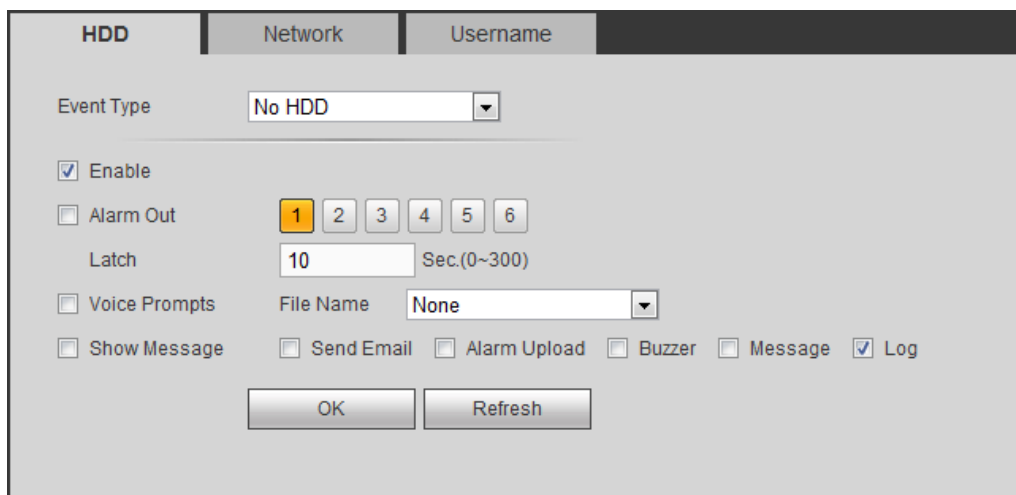 HDD Network Username
Event Type No HDD
Enable
Alarm Out 1 2 3 4 5 6
Latch 10 Sec.(0~300)
Voice Prompts File Name None
Show Message Send Email Alarm Upload Buzzer Message Log
OK Refresh